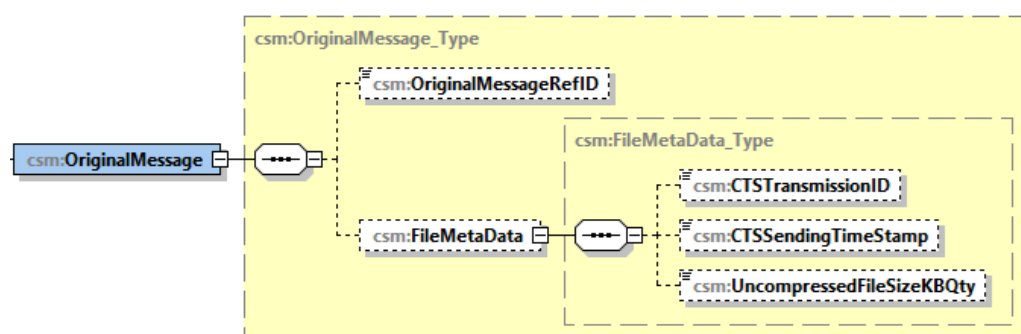 csm:OriginalMessage_Type
csm:OriginalMessageRefID
csm:FileMetaData_Type
csm:OriginalMessage
csm:CTSTransmissionID
csm:FileMetaData
csm:CTSSendingTimeStamp
csm:UncompressedFileSizeKBQty